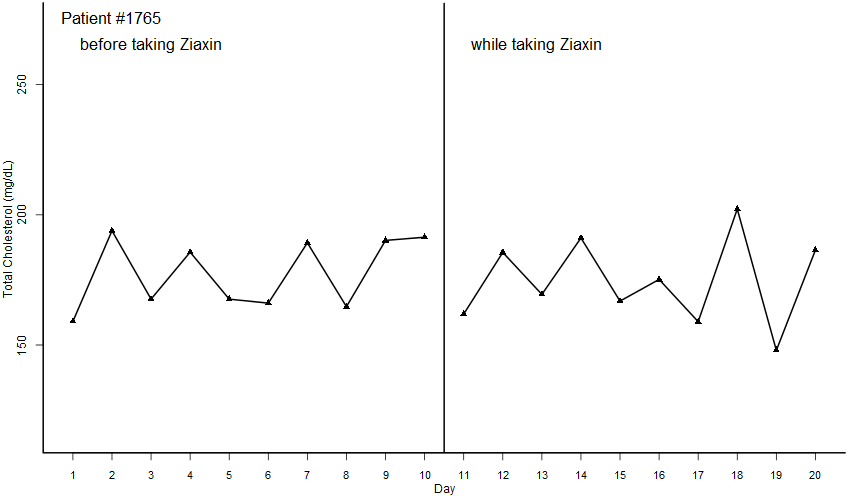 Patient #1765
before taking Ziaxin
while taking Ziaxin
Total Cholesterol (mg/dL)
250
200
150
1 2 3 4 5 6 7 8 9 10 11 12 13 14 15 16 17 18 19 20
Day